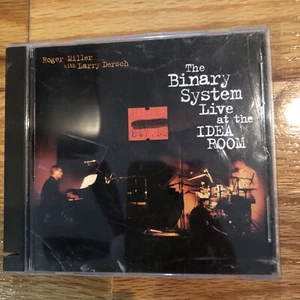 Roger Miller
with Larry Dersch
The
Binary
System
Live
at the
IDEA
ROOM